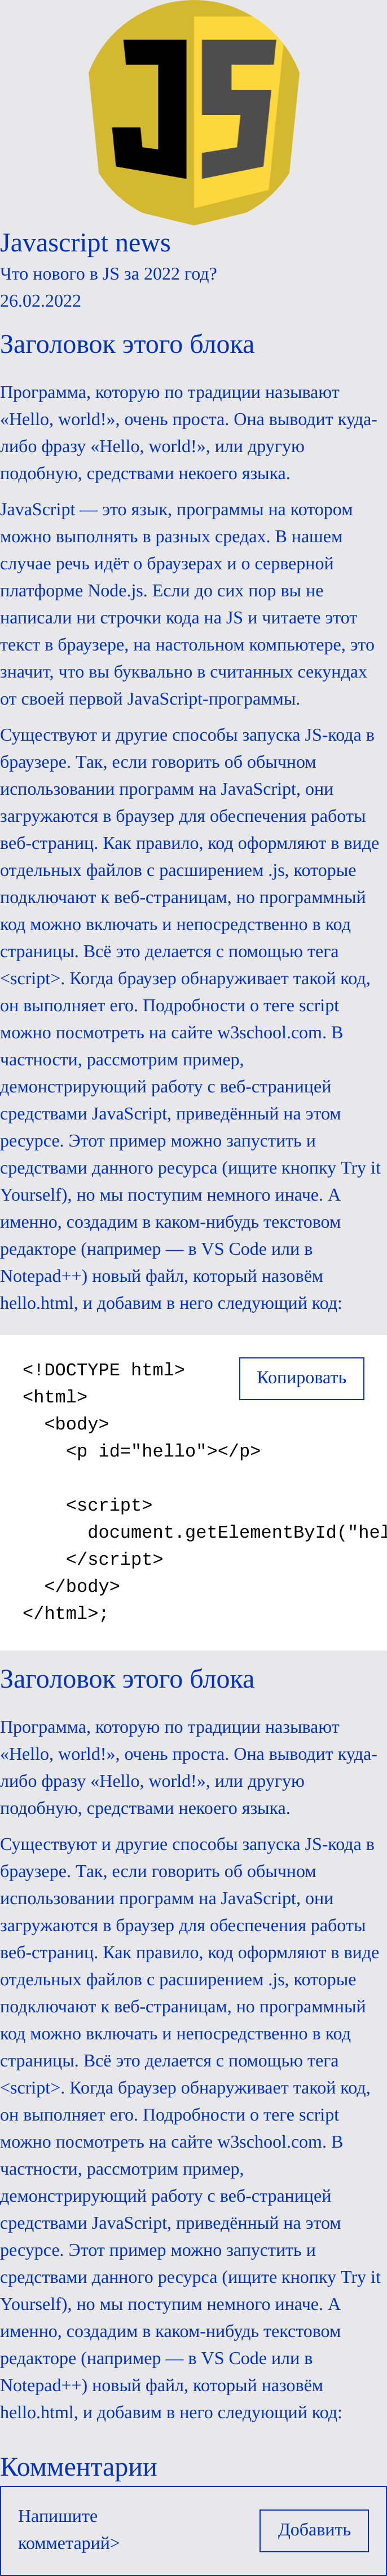 JS
Javascript news
Что нового в JS за 2022 год?
26.02.2022
Заголовок этого блока
Программа, которую по традиции называют
«Hello, world!», очень проста. Она выводит куда-
либо фразу «Hello, world!», или другую
подобную, средствами некоего языка.
JavaScript — это язык, программы на котором
можно выполнять в разных средах. В нашем
случае речь идёт о браузерах и о серверной
платформе Node.js. Если до сих пор вы не
написали ни строчки кода на JS и читаете этот
текст в браузере, на настольном компьютере, это
значит, что вы буквально в считанных секундах
от своей первой JavaScript-программы.
Существуют и другие способы запуска JS-кода в
браузере. Так, если говорить об обычном
использовании программ на JavaScript, они
загружаются в браузер для обеспечения работы
веб-страниц. Как правило, код оформляют в виде
отдельных файлов с расширением .js, которые
подключают к веб-страницам, но программный
код можно включать и непосредственно в код
страницы. Всё это делается с помощью тега
<script>. Когда браузер обнаруживает такой код,
он выполняет его. Подробности о теге script
можно посмотреть на сайте w3school.com. В
частности, рассмотрим пример,
демонстрирующий работу с веб-страницей
средствами JavaScript, приведённый на этом
ресурсе. Этот пример можно запустить и
средствами данного ресурса (ищите кнопку Try it
Yourself), но мы поступим немного иначе. А
именно, создадим в каком-нибудь текстовом
редакторе (например — в VS Code или в
Notepad++) новый файл, который назовём
hello.html, и добавим в него следующий код:
Копировать
<!DOCTYPE html>
<html>
  <body>
    <p id="hello"></p>

    <script>
      document.getElementById("hel
    </script>
  </body>
</html>;
Заголовок этого блока
Программа, которую по традиции называют
«Hello, world!», очень проста. Она выводит куда-
либо фразу «Hello, world!», или другую
подобную, средствами некоего языка.
Существуют и другие способы запуска JS-кода в
браузере. Так, если говорить об обычном
использовании программ на JavaScript, они
загружаются в браузер для обеспечения работы
веб-страниц. Как правило, код оформляют в виде
отдельных файлов с расширением .js, которые
подключают к веб-страницам, но программный
код можно включать и непосредственно в код
страницы. Всё это делается с помощью тега
<script>. Когда браузер обнаруживает такой код,
он выполняет его. Подробности о теге script
можно посмотреть на сайте w3school.com. В
частности, рассмотрим пример,
демонстрирующий работу с веб-страницей
средствами JavaScript, приведённый на этом
ресурсе. Этот пример можно запустить и
средствами данного ресурса (ищите кнопку Try it
Yourself), но мы поступим немного иначе. А
именно, создадим в каком-нибудь текстовом
редакторе (например — в VS Code или в
Notepad++) новый файл, который назовём
hello.html, и добавим в него следующий код:
Комментарии
Напишите
комметарий>
Добавить